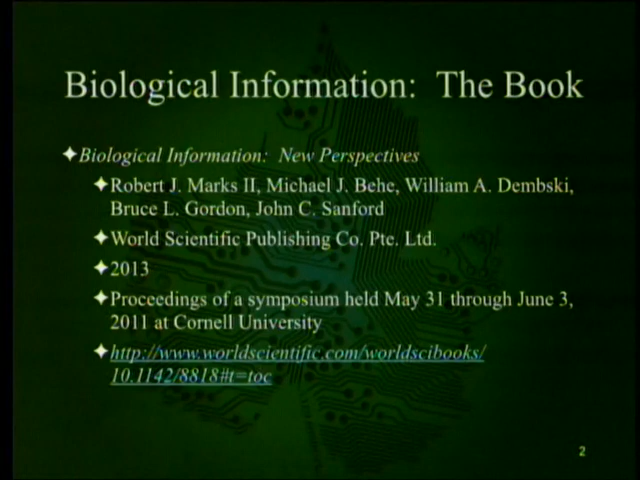 Biological Information: The Book
Biological Information: New Perspectives
Robert J. Marks II, Michael J. Behe, William A. Dembski,
Bruce L. Gordon, John C. Sanford
World Scientific Publishing Co. Pte. Ltd.
2013
Proceedings of a symposium held May 31 through June 3,
2011 at Cornell University
http://www.worldscientific.com/worldscibooks/
10.1142/8818#t=toc
2